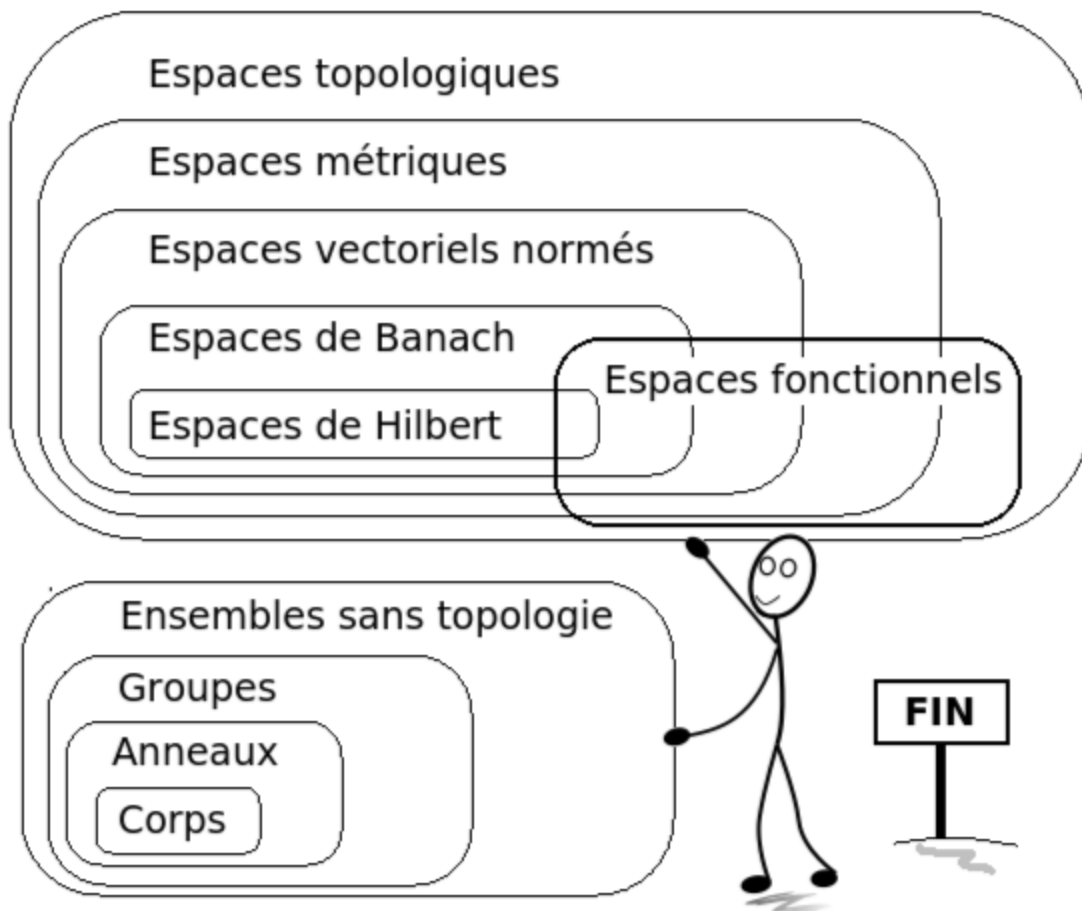 Espaces topologiques
Espaces métriques
Espaces vectoriels normés
Espaces de Banach
Espaces fonctionnels
Espaces de Hilbert
Ensembles sans topologie
Groupes
Anneaux
Corps
FIN